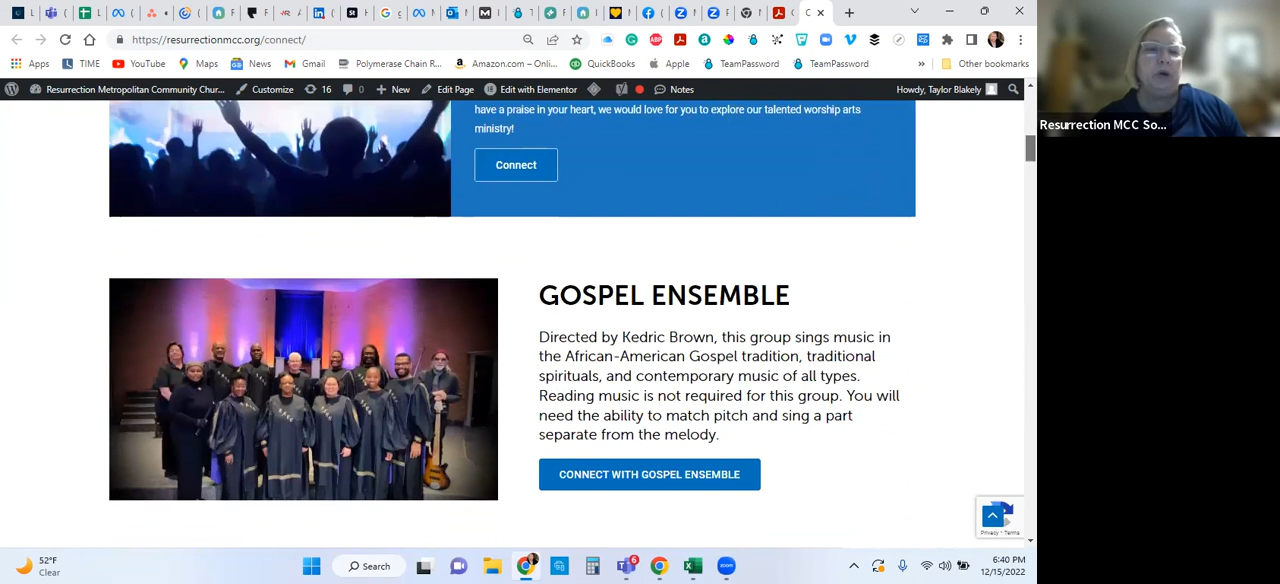 https://resurrectionmcc.org/connect/
Apps
TIME
YouTube
Maps
News
Gmail
Polymerase Chain R...
Amazon.com – Onli...
QuickBooks
Apple
TeamPassword
TeamPassword
»
Other bookmarks
Resurrection Metropolitan Community Chur...
Customize
16
0
New
Edit Page
Edit with Elementor
Notes
Howdy, Taylor Blakely
Resurrection MCC So...
have a praise in your heart, we would love for you to explore our talented worship arts
ministry!
Connect
GOSPEL ENSEMBLE
Directed by Kedric Brown, this group sings music in
the African-American Gospel tradition, traditional
spirituals, and contemporary music of all types.
Reading music is not required for this group. You will
need the ability to match pitch and sing a part
separate from the melody.
CONNECT WITH GOSPEL ENSEMBLE
Privacy - Terms
52°F
Clear
Search
6
zoom
6:40 PM
12/15/2022